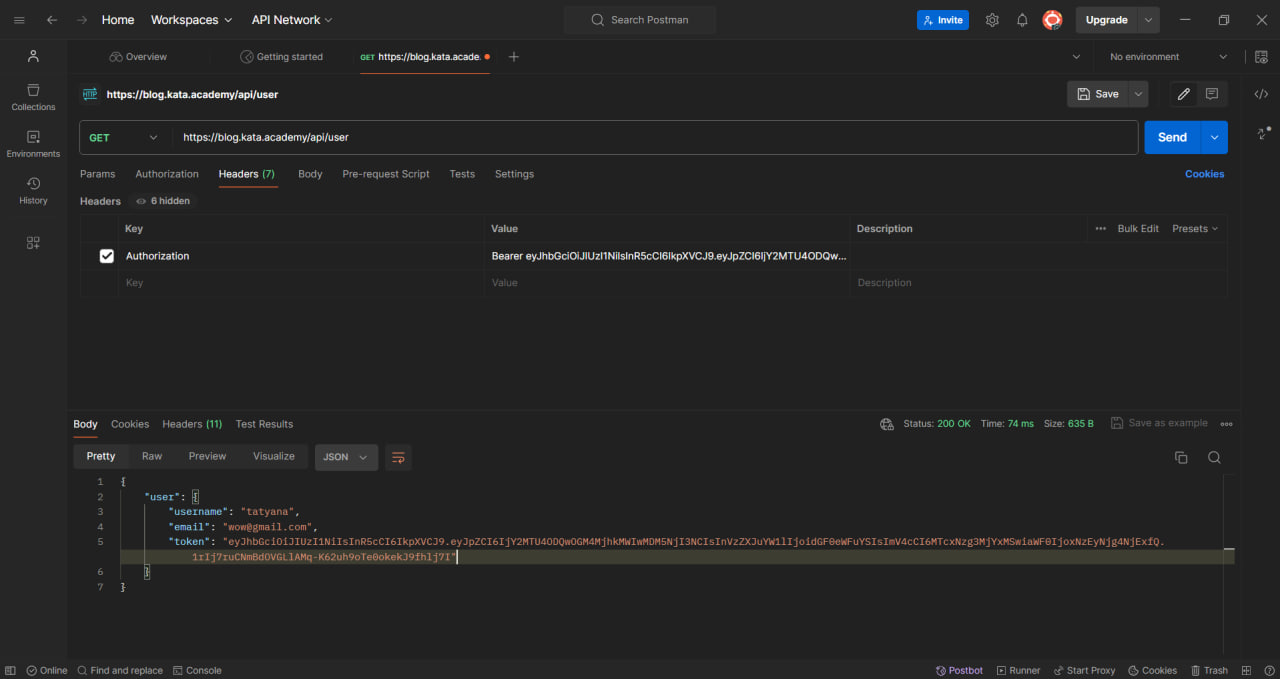 Home Workspaces API Network Search Postman Invite Upgrade
Overview Getting started GET https://blog.kata.acade. No environment
HTTP https://blog.kata.academy/api/user Save
Collections
GET https://blog.kata.academy/api/user Send
Environments
Params Authorization Headers (7) Body Pre-request Script Tests Settings Cookies
History
Headers 6 hidden
Key Value Description ••• Bulk Edit Presets
Authorization Bearer eyJhbGciOiJIUzI1NiIsInR5cCI6IkpXVCJ9.eyJpZCI6IjY2MTU4ODQw...
Key Value Description
Body Cookies Headers (11) Test Results Status: 200 OK Time: 74 ms Size: 635 B Save as example
Pretty Raw Preview Visualize JSON
1 {
2 "user": {
3 "username": "tatyana",
4 "email": "wow@gmail.com",
5 "token": "eyJhbGciOiJIUzI1NiIsInR5cCI6IkpXVCJ9.eyJpZCI6IjY2MTU4ODQwOGM4MjhkMWIwMDM5NjI3NCIsInVzZXJuYW1lIjoidGF0eWFuYSIsImV4cCI6MTcxNzg3MjYxMSwiaWF0IjoxNzEyNjg4NjExfQ.
1rIj7ruCNmBdOVGLlAMq-K62uh9oTe0okekJ9fhlj7I"
6 }
7 }
Online Find and replace Console Postbot Runner Start Proxy Cookies Trash